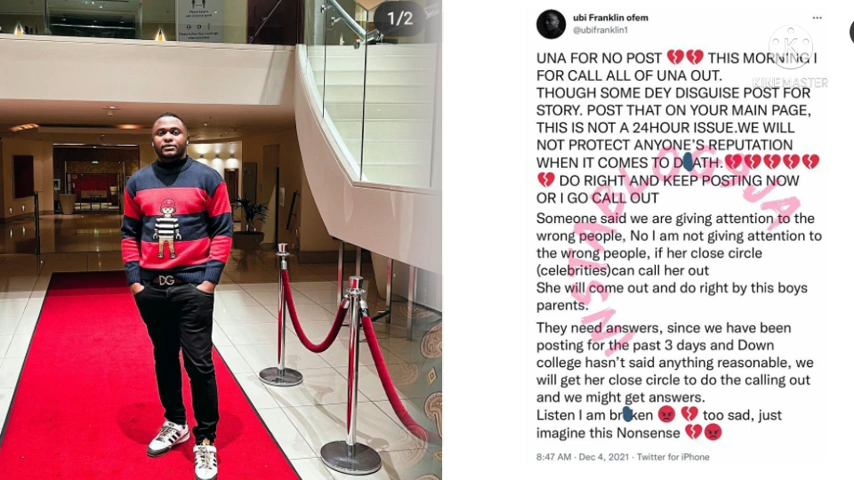 1/2
DG
ubi Franklin ofem
@ubifranklin1
UNA FOR NO POST 💔💔 THIS MORNING I
FOR CALL ALL OF UNA OUT.
THOUGH SOME DEY DISGUISE POST FOR
STORY. POST THAT ON YOUR MAIN PAGE,
THIS IS NOT A 24HOUR ISSUE.WE WILL
NOT PROTECT ANYONE'S REPUTATION
WHEN IT COMES TO D ATH.💔💔💔💔💔
💔 DO RIGHT AND KEEP POSTING NOW
OR I GO CALL OUT
Someone said we are giving attention to the
wrong people, No I am not giving attention to
the wrong people, if her close circle
(celebrities)can call her out
She will come out and do right by this boys
parents.
They need answers, since we have been
posting for the past 3 days and Down
college hasn't said anything reasonable, we
will get her close circle to do the calling out
and we might get answers.
Listen I am br ken 😡 💔 too sad, just
imagine this Nonsense 💔😡
8:47 AM · Dec 4, 2021 · Twitter for iPhone
K
KINEMASTER
INSTABLOG9JA